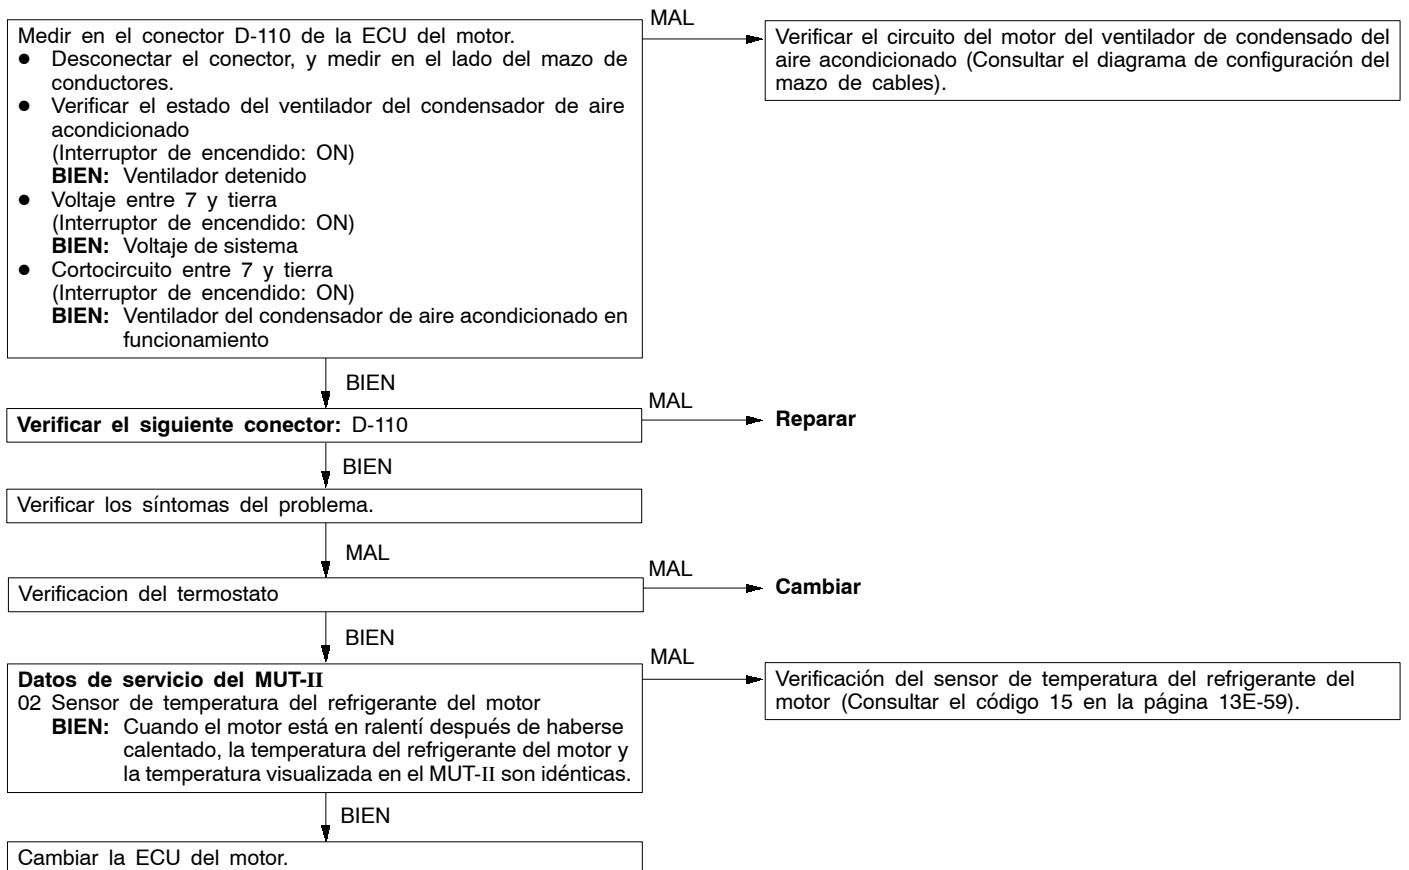 MAL
Medir en el conector D-110 de la ECU del motor.
● Desconectar el conector, y medir en el lado del mazo de
conductores.
● Verificar el estado del ventilador del condensador de aire
acondicionado
(Interruptor de encendido: ON)
BIEN: Ventilador detenido
● Voltaje entre 7 y tierra
(Interruptor de encendido: ON)
BIEN: Voltaje de sistema
● Cortocircuito entre 7 y tierra
(Interruptor de encendido: ON)
BIEN: Ventilador del condensador de aire acondicionado en
funcionamiento
Verificar el circuito del motor del ventilador de condensado del
aire acondicionado (Consultar el diagrama de configuración del
mazo de cables).
BIEN
MAL
Verificar el siguiente conector: D-110
Reparar
BIEN
Verificar los síntomas del problema.
MAL
MAL
Verificacion del termostato
Cambiar
BIEN
MAL
Datos de servicio del MUT-II
02 Sensor de temperatura del refrigerante del motor
BIEN: Cuando el motor está en ralentí después de haberse
calentado, la temperatura del refrigerante del motor y
la temperatura visualizada en el MUT-II son idénticas.
Verificación del sensor de temperatura del refrigerante del
motor (Consultar el código 15 en la página 13E-59).
BIEN
Cambiar la ECU del motor.